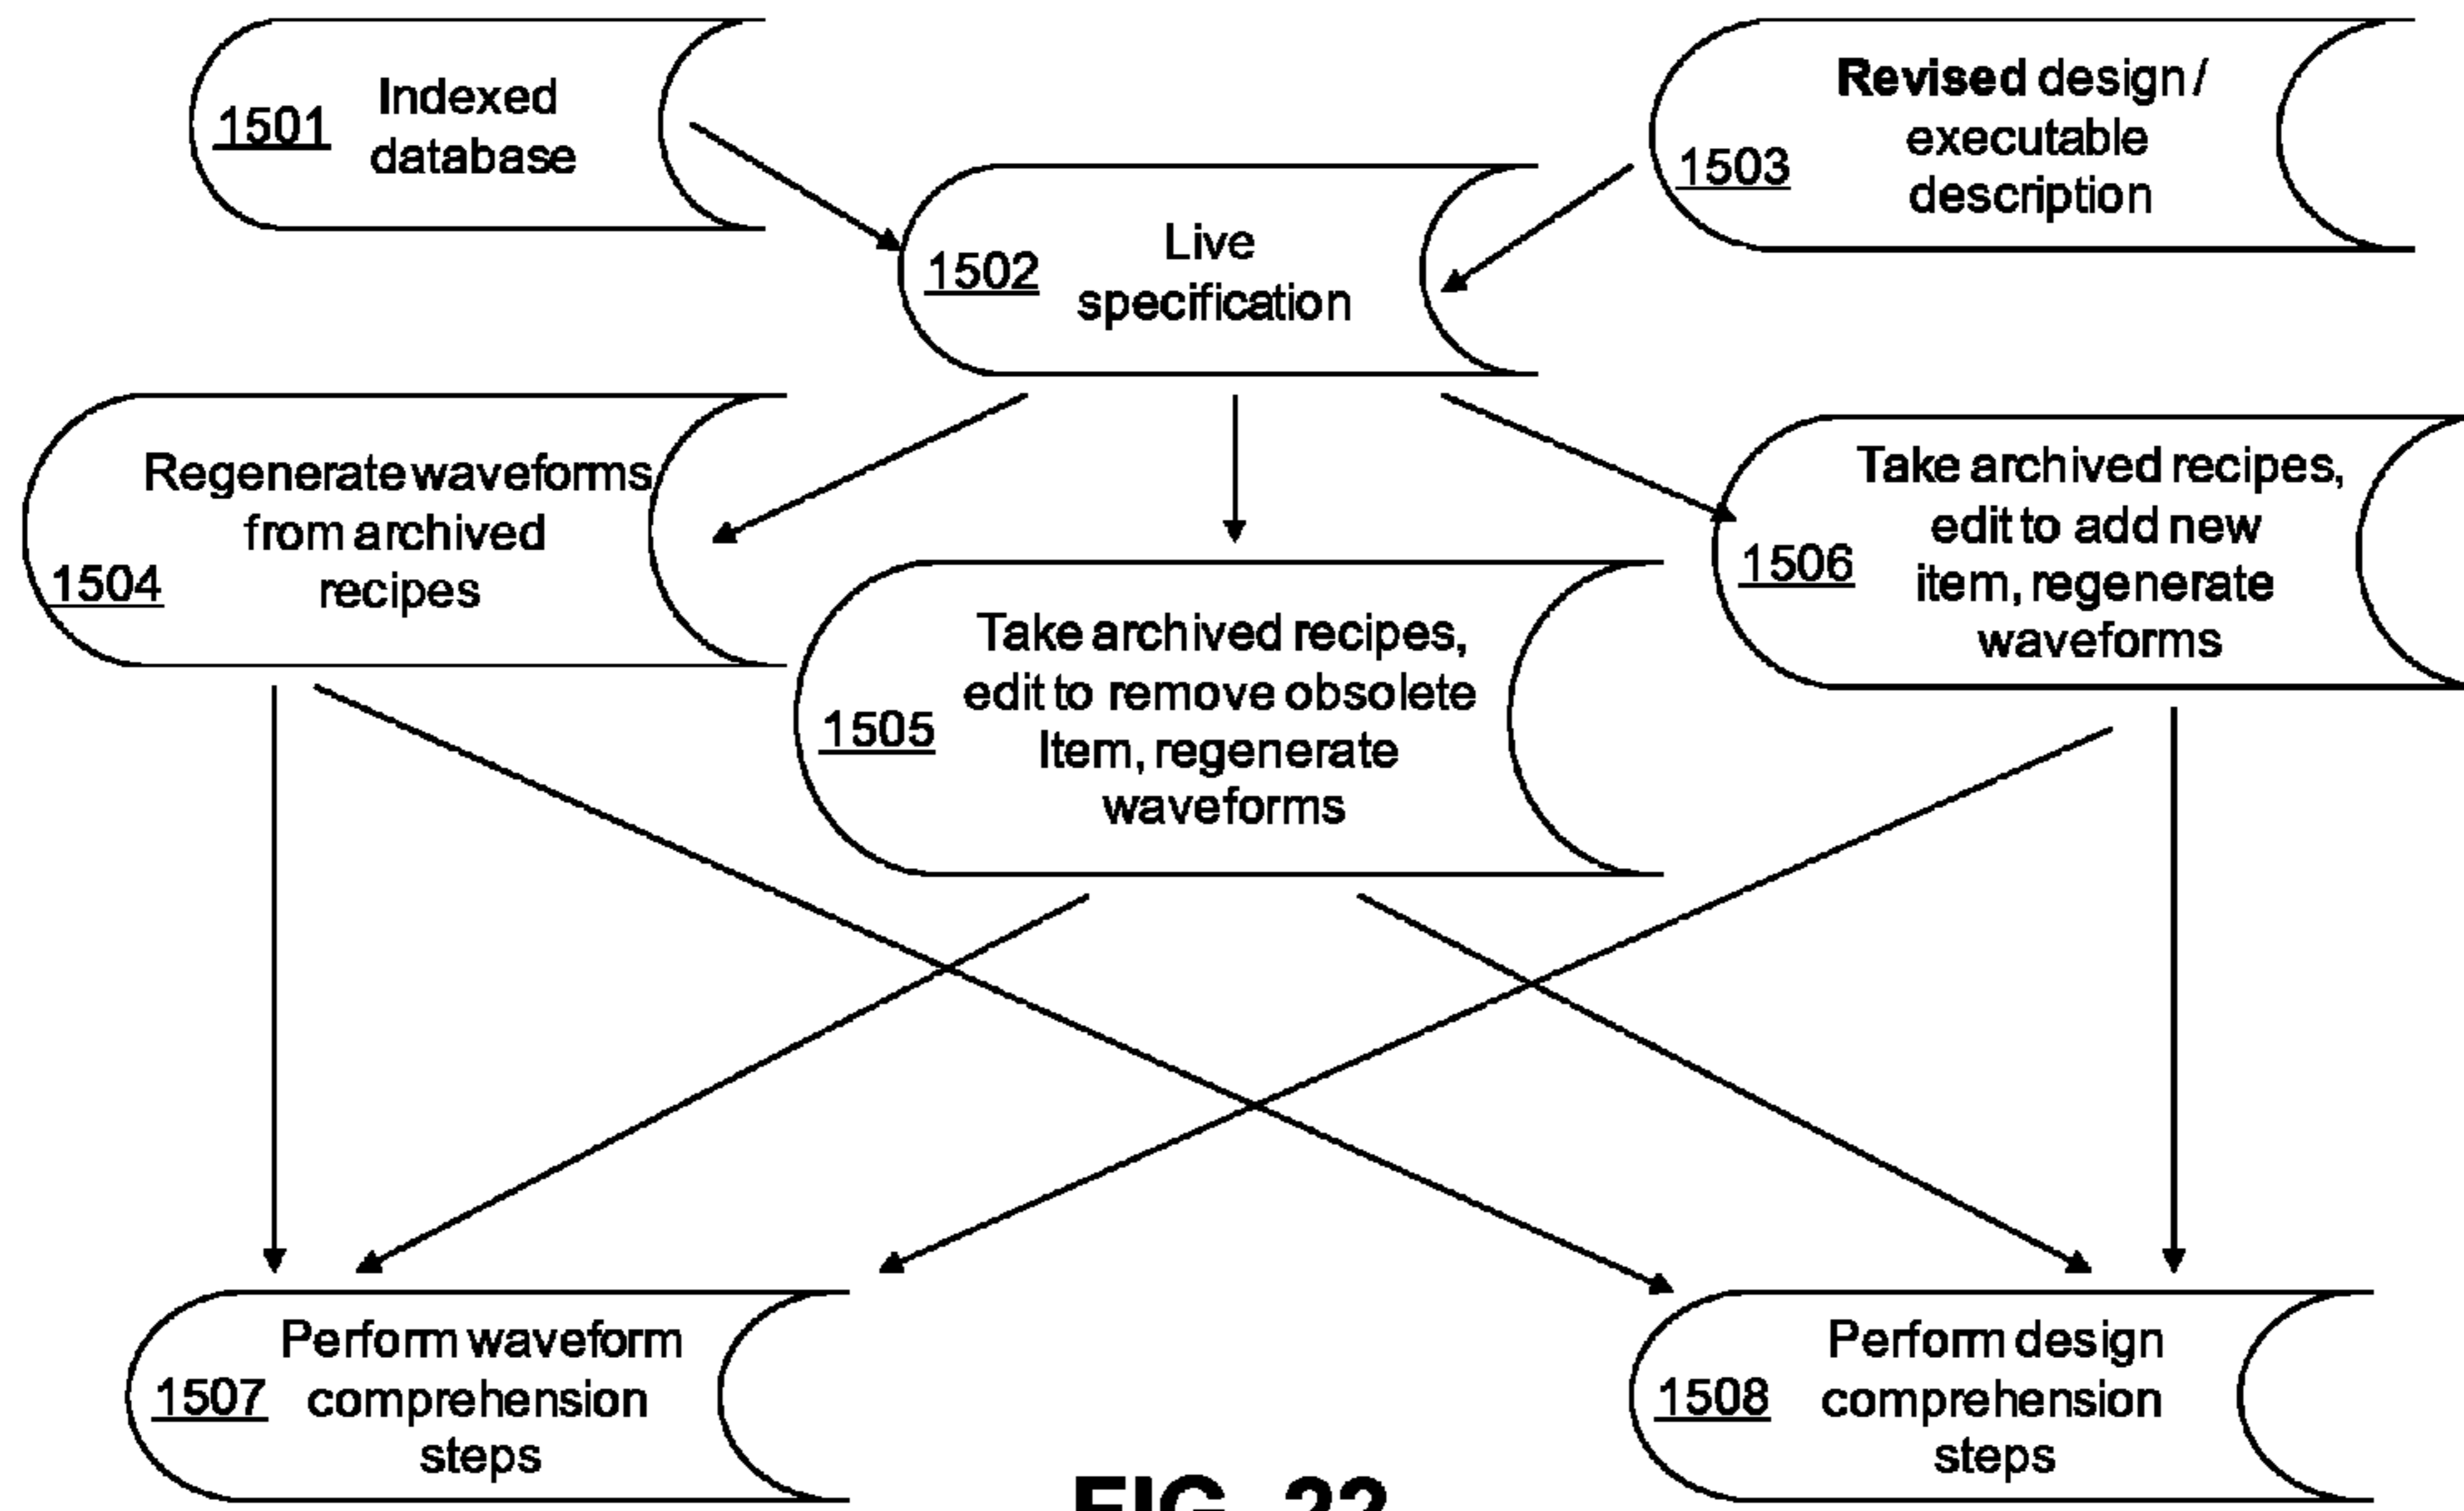 1501
Indexed
database
Revised design /
executable
description
1503
Live
specification
1502
Regenerate waveforms
from archived
recipes
1504
Take archived recipes,
edit to remove obsolete
Item, regenerate
waveforms
1505
Take archived recipes,
edit to add new
item, regenerate
waveforms
1506
Perform waveform
comprehension
steps
1507
Perform design
comprehension
steps
1508
FIG. 22